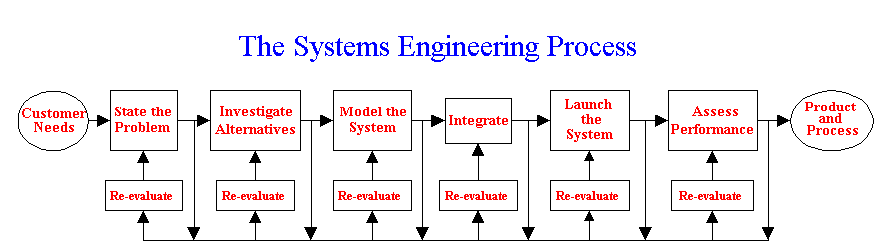 The Systems Engineering Process
Customer
Needs
State the
Problem
Investigate
Alternatives
Model the
System
Integrate
Launch
the
System
Assess
Performance
Product
and
Process
Re-evaluate
Re-evaluate
Re-evaluate
Re-evaluate
Re-evaluate
Re-evaluate